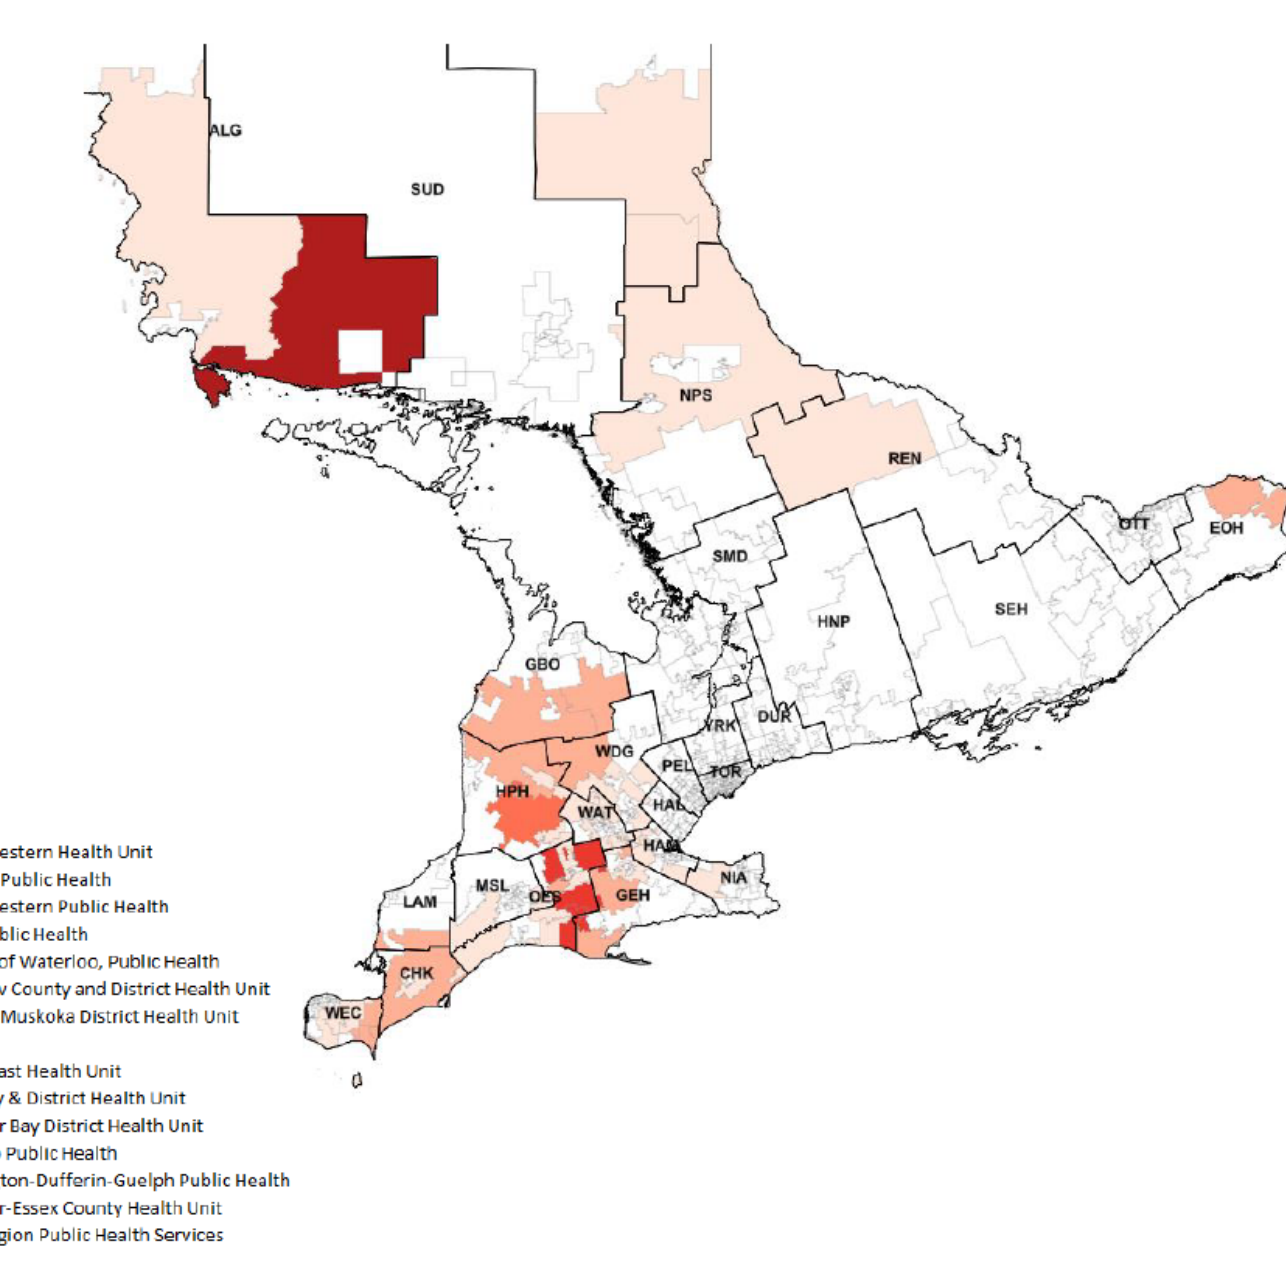 ALG
SUD
NPS
REN
OTT
EOH
SMD
SEH
HNP
GBO
YRK
DUR
WDG
PEL
TOR
HPH
HAL
WAT
HAM
MSL
NIA
LAM
OES
GEH
CHK
WEC
estern Health Unit
Public Health
estern Public Health
blic Health
of Waterloo, Public Health
County and District Health Unit
Muskoka District Health Unit
ast Health Unit
y & District Health Unit
r Bay District Health Unit
Public Health
ton-Dufferin-Guelph Public Health
r-Essex County Health Unit
gion Public Health Services